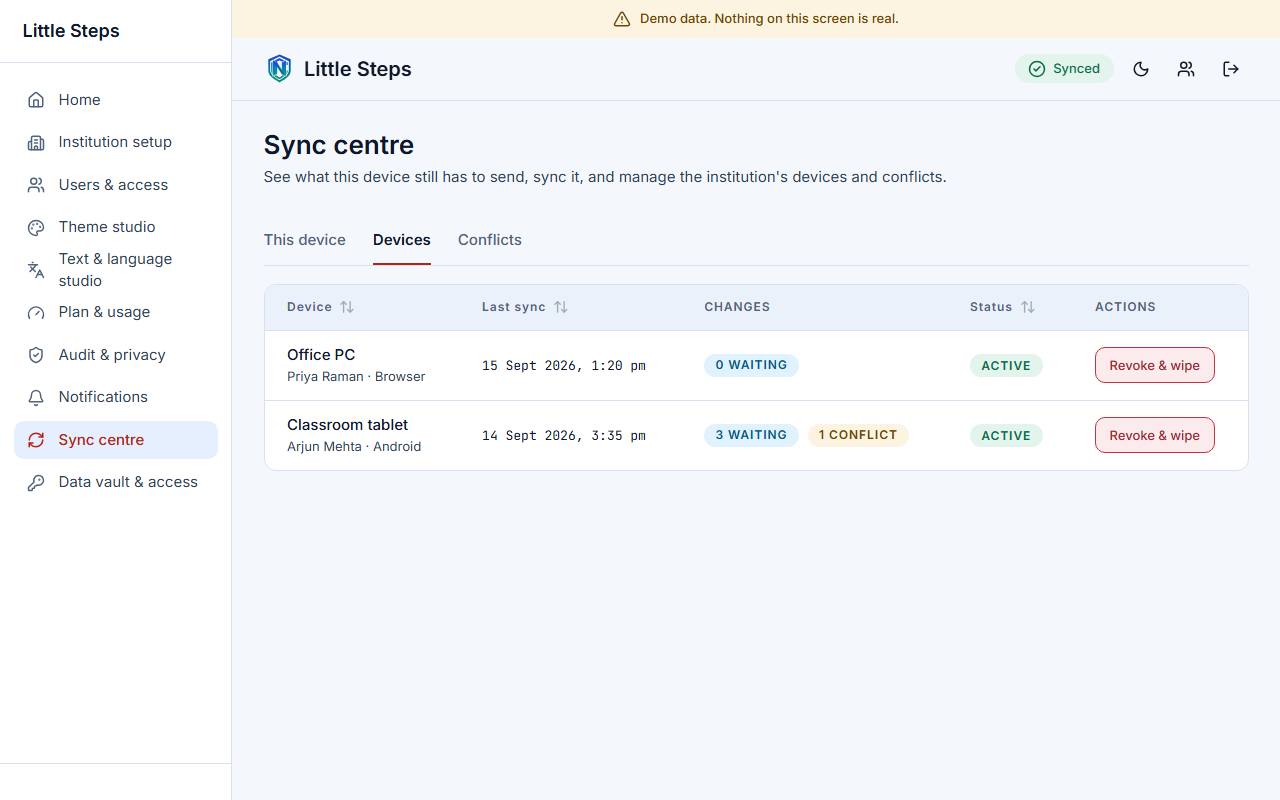 Little Steps
Demo data. Nothing on this screen is real.
Little Steps
Synced
Home
Institution setup
Users & access
Theme studio
Text & language
studio
Plan & usage
Audit & privacy
Notifications
Sync centre
Data vault & access
Sync centre
See what this device still has to send, sync it, and manage the institution's devices and conflicts.
This device Devices Conflicts
Device Last sync CHANGES Status ACTIONS
Office PC
Priya Raman · Browser
15 Sept 2026, 1:20 pm
0 WAITING
ACTIVE
Revoke & wipe
Classroom tablet
Arjun Mehta · Android
14 Sept 2026, 3:35 pm
3 WAITING 1 CONFLICT
ACTIVE
Revoke & wipe